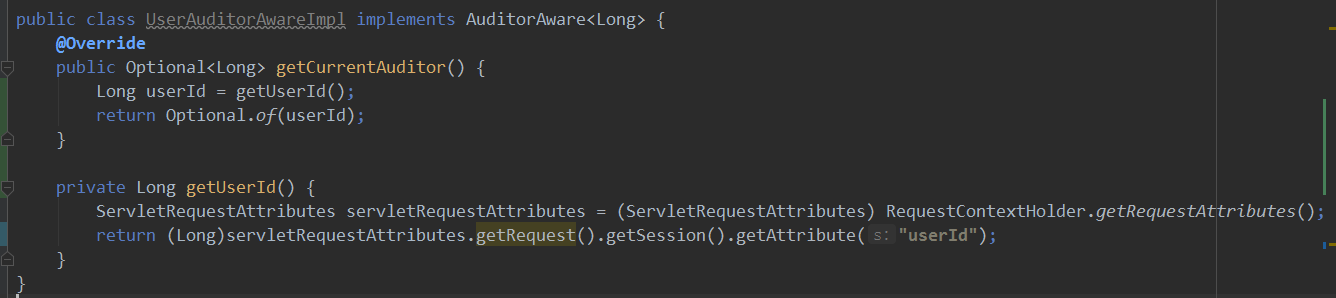 public class UserAuditorAwareImpl implements AuditorAware<Long> {
    @Override
    public Optional<Long> getCurrentAuditor() {
        Long userId = getUserId();
        return Optional.of(userId);
    }

    private Long getUserId() {
        ServletRequestAttributes servletRequestAttributes = (ServletRequestAttributes) RequestContextHolder.getRequestAttributes();
        return (Long)servletRequestAttributes.getRequest().getSession().getAttribute( s: "userId");
    }
}